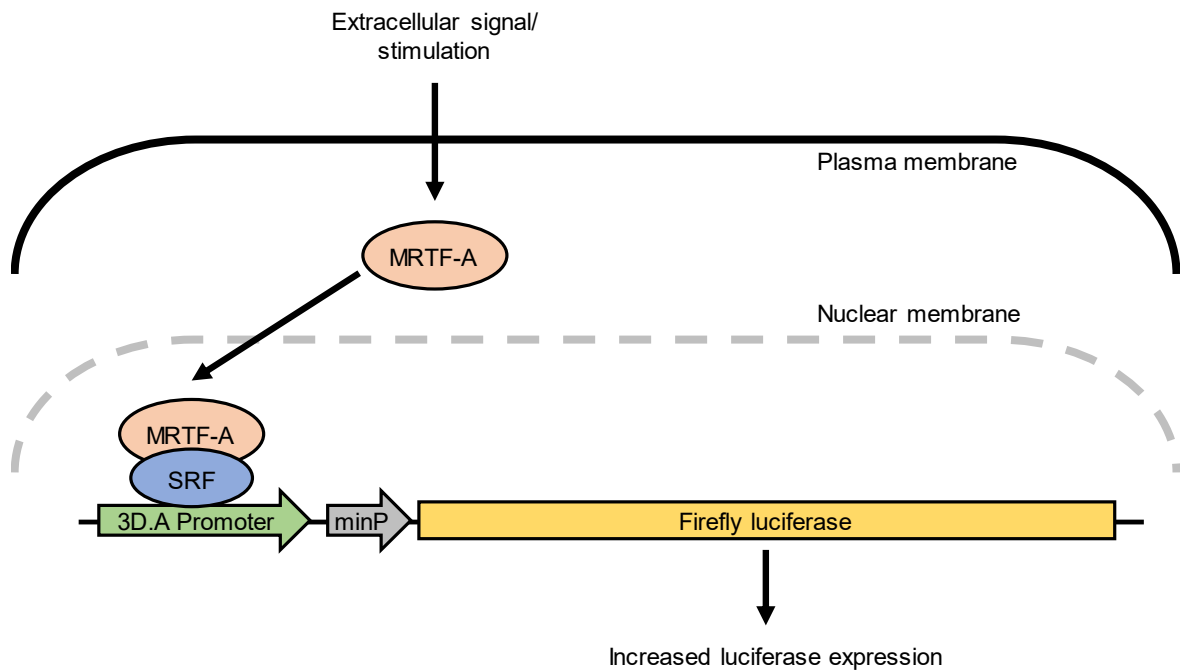 Extracellular signal/
stimulation
Plasma membrane
MRTF-A
Nuclear membrane
MRTF-A
SRF
3D.A Promoter
minP
Firefly luciferase
Increased luciferase expression